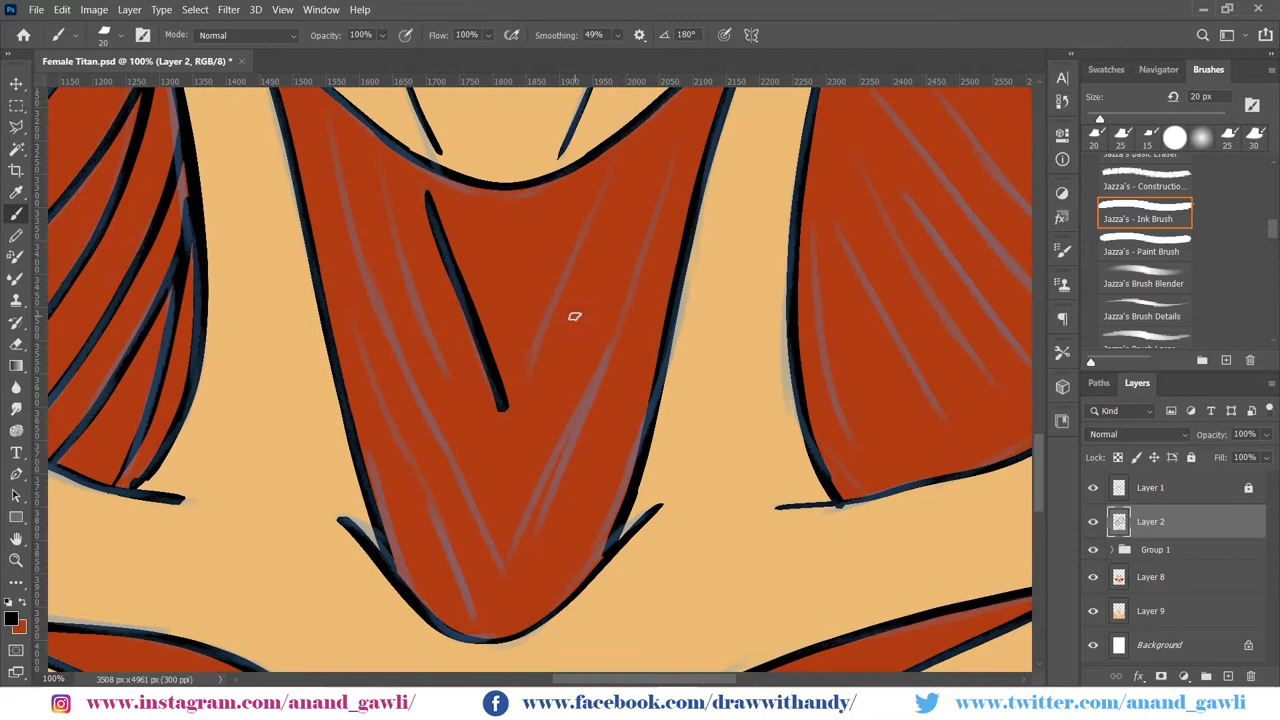 Ps File Edit Image Layer Type Select Filter 3D View Window Help
20 Mode: Normal Opacity: 100% Flow: 100% Smoothing: 49% 180°
Female Titan.psd @ 100% (Layer 2, RGB/8) *
1150 1200 1250 1300 1350 1400 1450 1500 1550 1600 1650 1700 1750 1800 1850 1900 1950 2000 2050 2100 2150 2200 2250 2300 2350 2400 2450 2500 2550
Swatches Navigator Brushes
Size: 20 px
20 25 15 25 30
Jazza's Basic Eraser
Jazza's - Constructio...
Jazza's - Ink Brush
Jazza's - Paint Brush
Jazza's Brush Blender
Jazza's Brush Details
Paths Layers
Kind
Normal Opacity: 100%
Lock: Fill: 100%
Layer 1
Layer 2
Group 1
Layer 8
Layer 9
Background
100% 3508 px x 4961 px (300 ppi)
www.instagram.com/anand_gawli/ www.facebook.com/drawwithandy/ www.twitter.com/anand_gawli